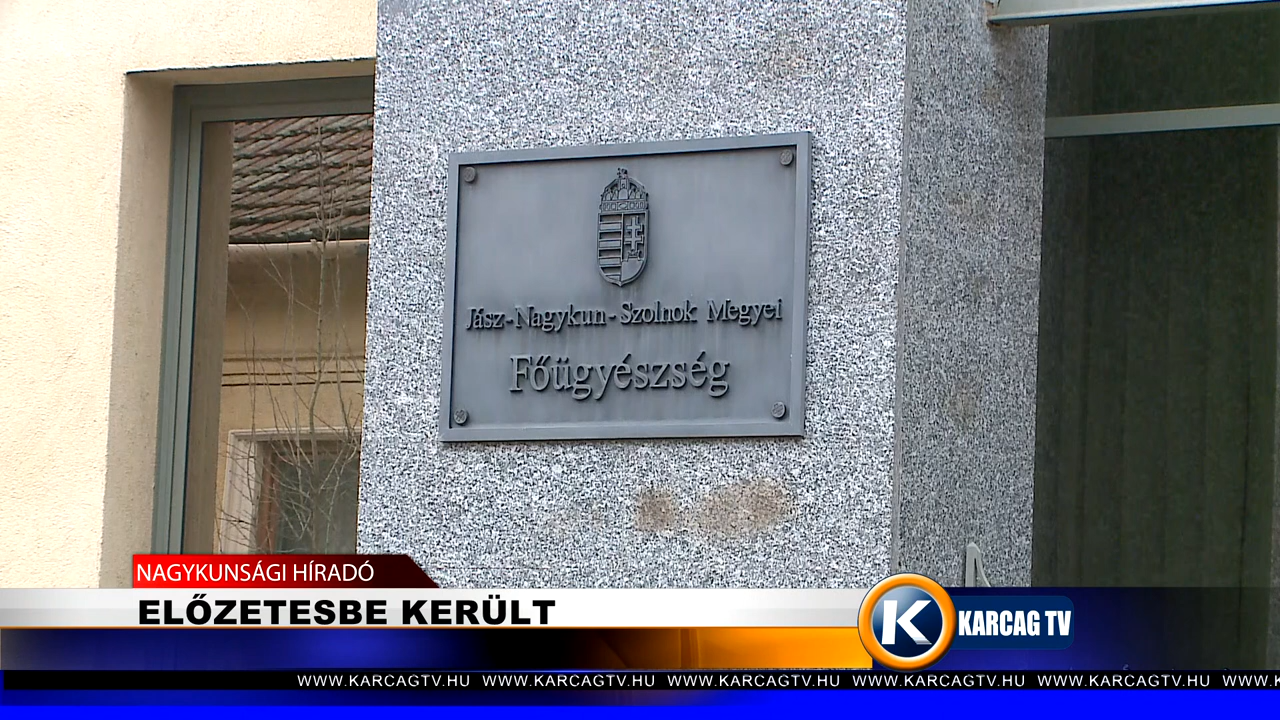 Jász-Nagykun-Szolnok Megyei
Főügyészség
NAGYKUNSÁGI HÍRADÓ
ELŐZETESBE KERÜLT
K KARCAG TV
WWW.KARCAGTV.HU WWW.KARCAGTV.HU WWW.KARCAGTV.HU WWW.KARCAGTV.HU WWW.KARCAGTV.HU WWW.K